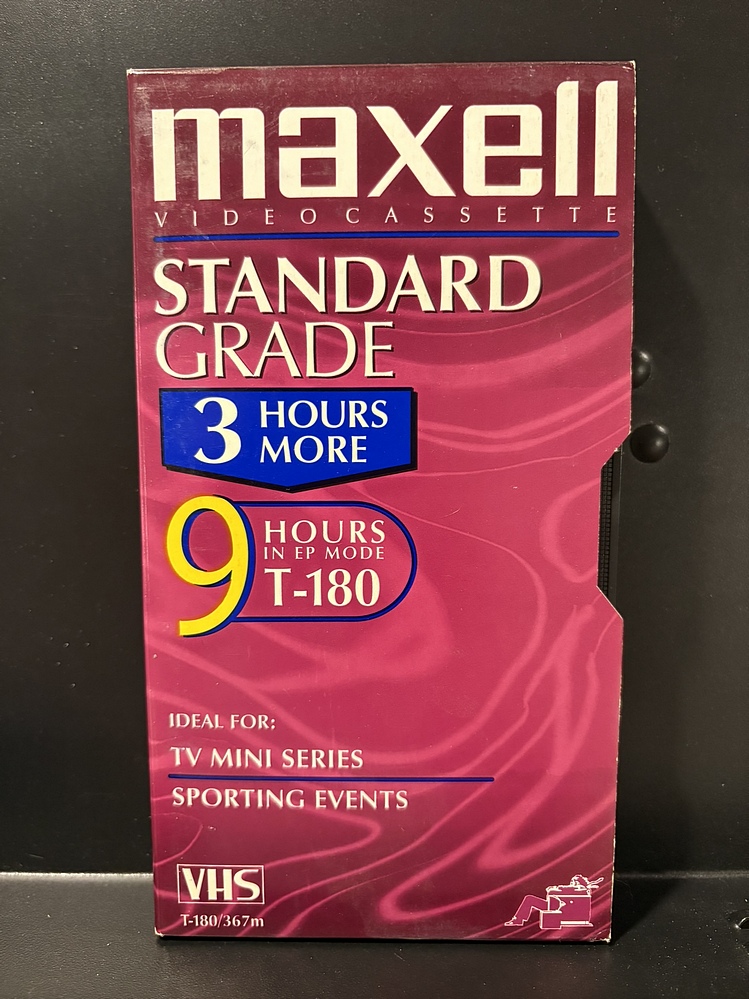 maxell
VIDEOCASSETTE
STANDARD
GRADE
3 HOURS
MORE
9 HOURS
IN EP MODE
T-180
IDEAL FOR:
TV MINI SERIES
SPORTING EVENTS
VHS
T-180/367m